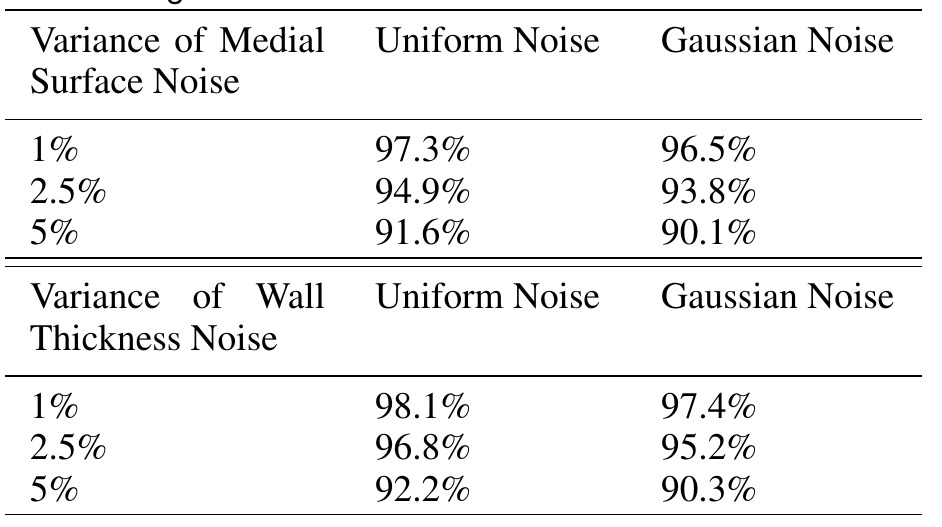 Variance of Medial Surface Noise Uniform Noise Gaussian Noise
1% 97.3% 96.5%
2.5% 94.9% 93.8%
5% 91.6% 90.1%
Variance of Wall Thickness Noise Uniform Noise Gaussian Noise
1% 98.1% 97.4%
2.5% 96.8% 95.2%
5% 92.2% 90.3%